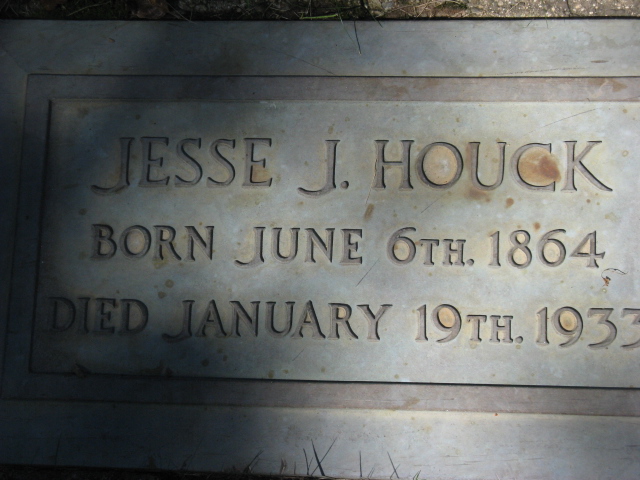 JESSE J. HOUCK
BORN JUNE 6TH. 1864
DIED JANUARY 19TH. 1933